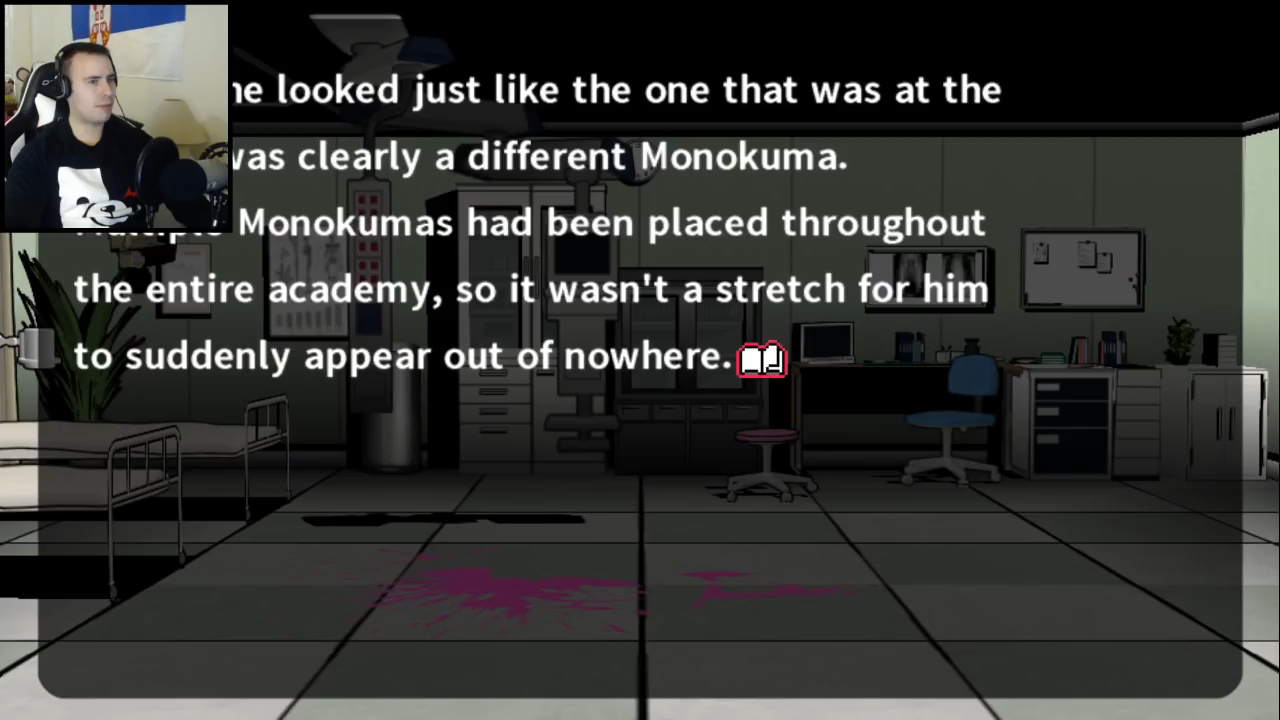 he looked just like the one that was at the
was clearly a different Monokuma.
Monokumas had been placed throughout
the entire academy, so it wasn't a stretch for him
to suddenly appear out of nowhere.